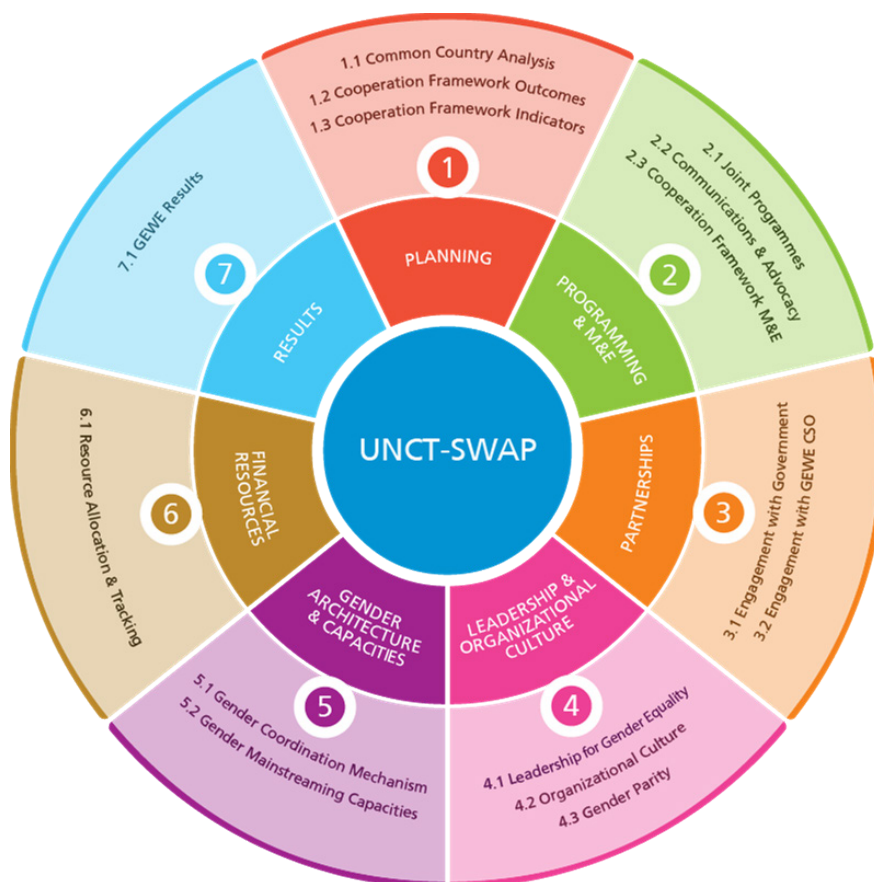 UNCT-SWAP
1
PLANNING
1.1 Common Country Analysis
1.2 Cooperation Framework Outcomes
1.3 Cooperation Framework Indicators
2
PROGRAMMING
& M&E
2.1 Joint Programmes
2.2 Communications & Advocacy
2.3 Cooperation Framework M&E
3
PARTNERSHIPS
3.1 Engagement with Government
3.2 Engagement with GEWE CSO
4
LEADERSHIP &
ORGANIZATIONAL
CULTURE
4.1 Leadership for Gender Equality
4.2 Organizational Culture
4.3 Gender Parity
5
GENDER
ARCHITECTURE
& CAPACITIES
5.1 Gender Coordination Mechanism
5.2 Gender Mainstreaming Capacities
6
FINANCIAL
RESOURCES
6.1 Resource Allocation & Tracking
7
RESULTS
7.1 GEWE Results